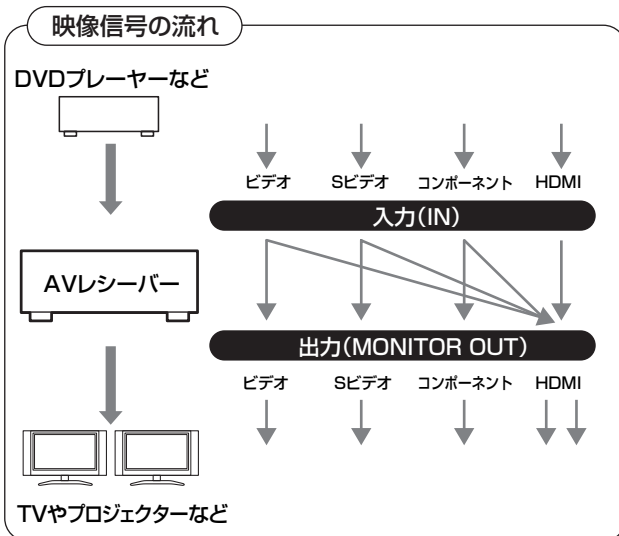 映像信号の流れ
DVDプレーヤーなど
ビデオ Sビデオ コンポーネント HDMI
入力(IN)
AVレシーバー
出力(MONITOR OUT)
ビデオ Sビデオ コンポーネント HDMI
TVやプロジェクターなど